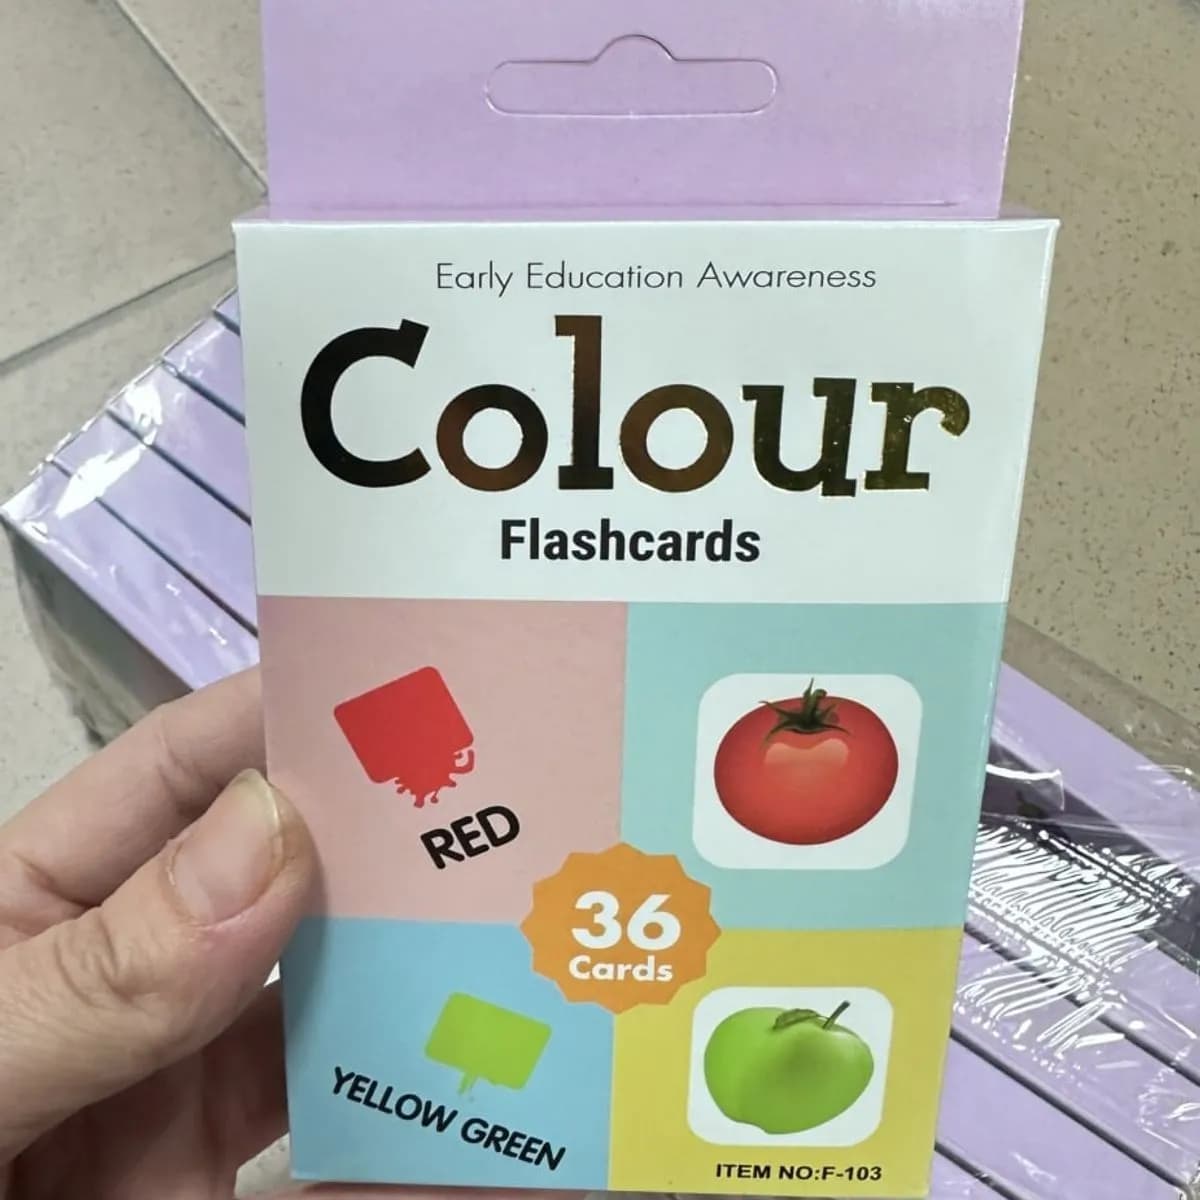 Early Education Awareness
Colour
Flashcards
RED
36
Cards
YELLOW GREEN
ITEM NO:F-103